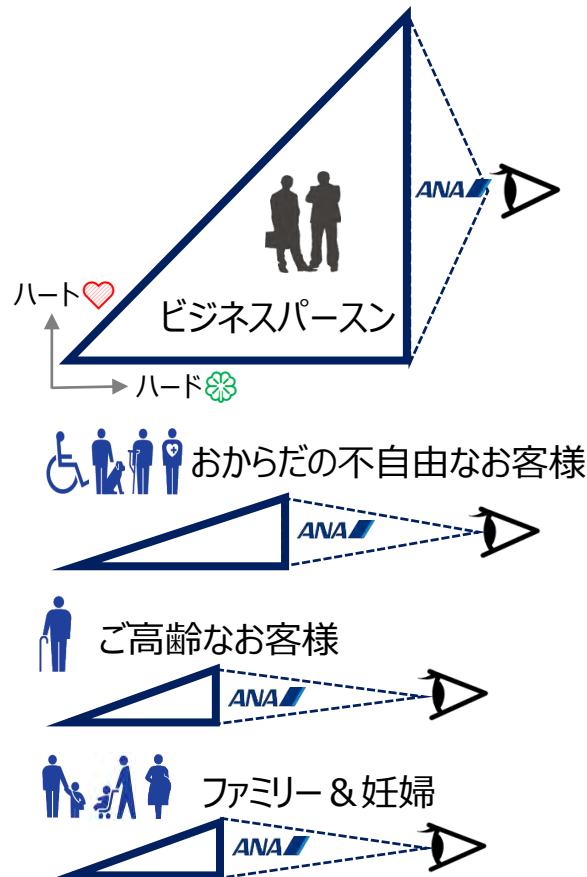 ANA
ハート
ビジネスパースン
ハード
おからだの不自由なお客様
ANA
ご高齢なお客様
ANA
ファミリー＆妊婦
ANA